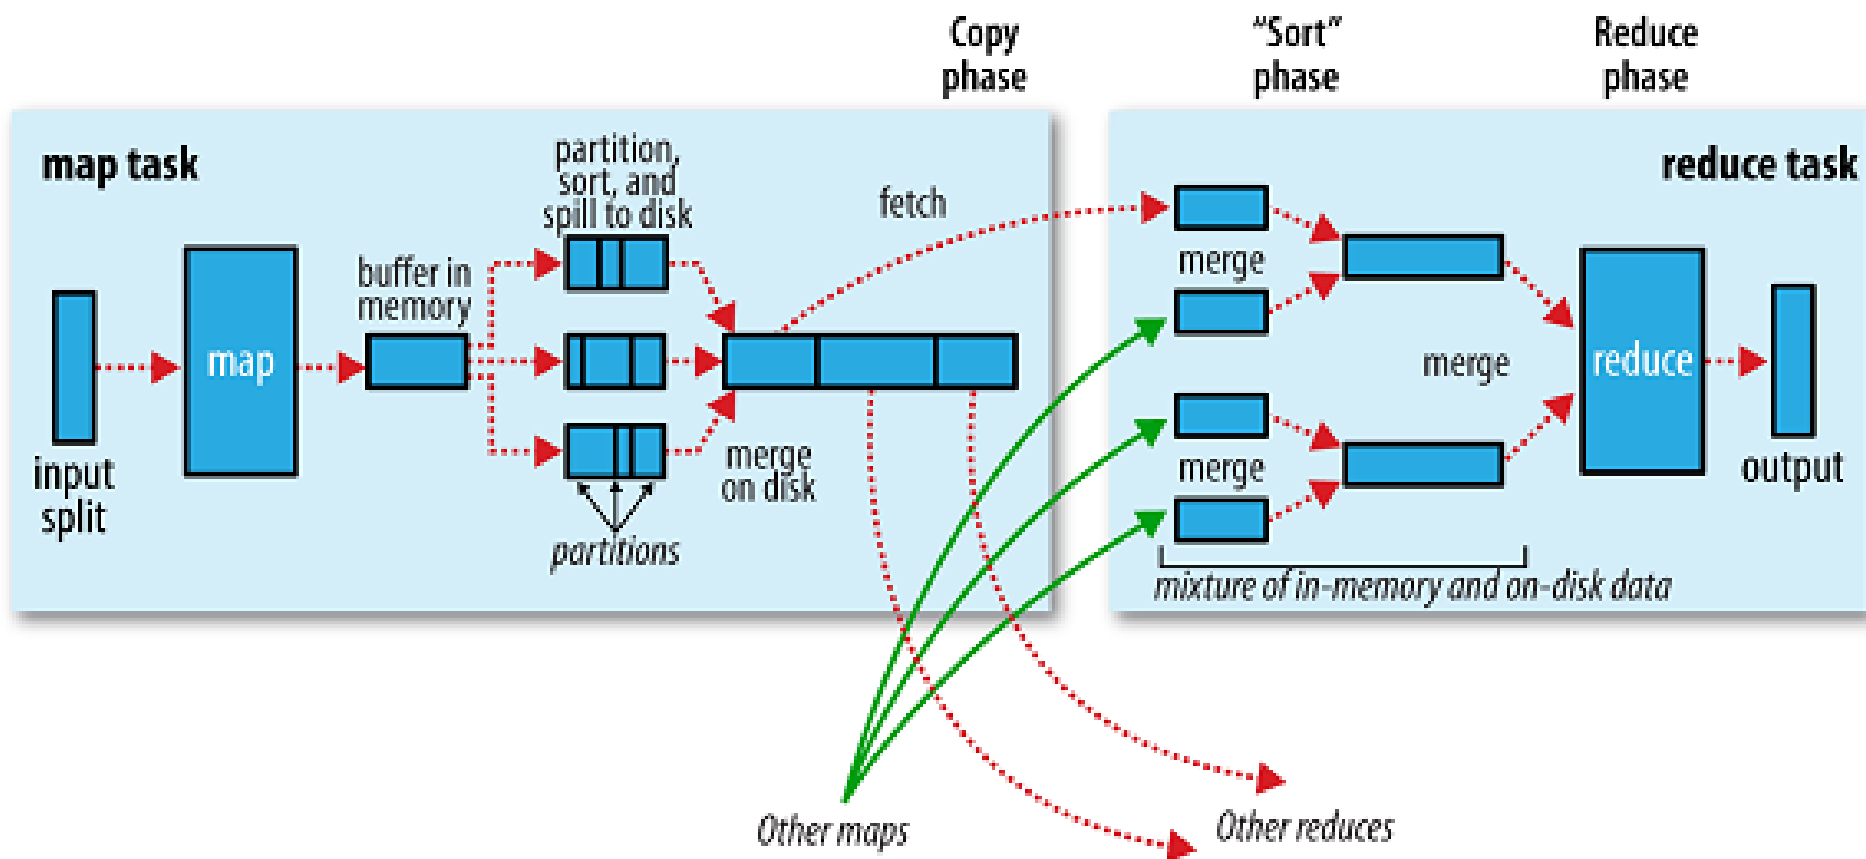 Copy
phase
“Sort”
phase
Reduce
phase
map task
partition,
sort, and
spill to disk
fetch
buffer in
memory
map
input
split
merge
on disk
partitions
reduce task
merge
merge
merge
reduce
output
mixture of in-memory and on-disk data
Other maps
Other reduces